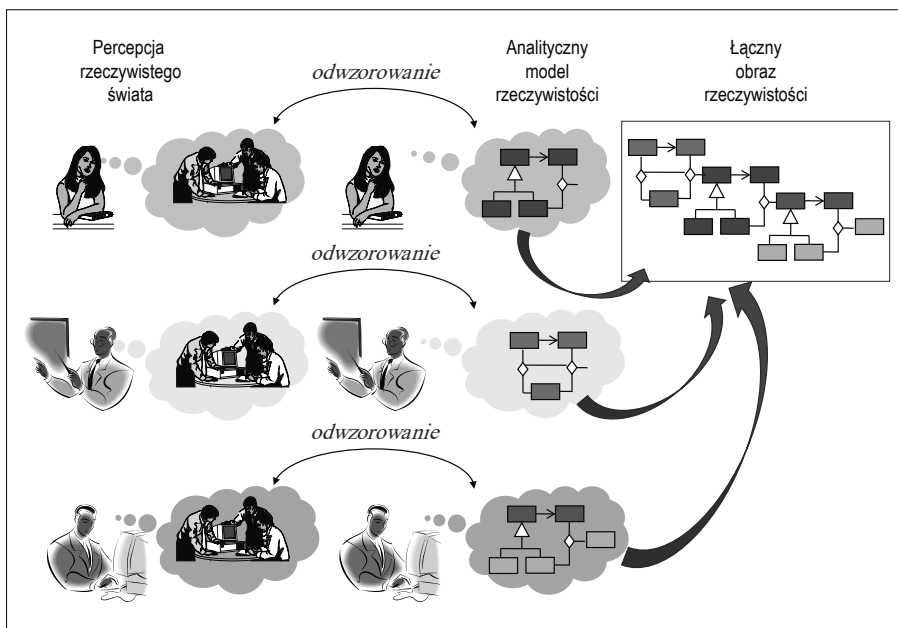 Percepcja
rzeczywistego
świata
odwzorowanie
Analityczny
model
rzeczywistości
Łączny
obraz
rzeczywistości
odwzorowanie
odwzorowanie